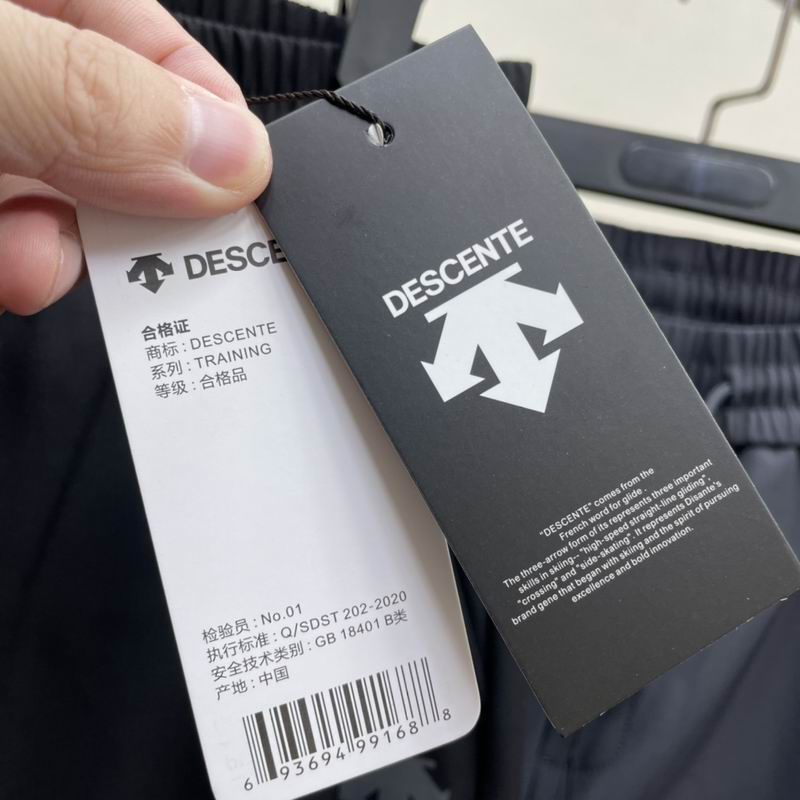 DESCE
合格证
商标 : DESCENTE
系列 : TRAINING
等级 : 合格品
检验员 : No.01
执行标准 : Q/SDST 202-2020
安全技术类别 : GB 18401 B类
产地 : 中国
6 93694 99168 8
DESCENTE
"DESCENTE" comes from the
French word for glide .
The three-arrow form of its represents three important
skills in skiing-- "high-speed straight-line gliding",
"crossing" and "side-skating". It represents Disante's
brand gene that began with skiing and the spirit of pursuing
excellence and bold innovation.